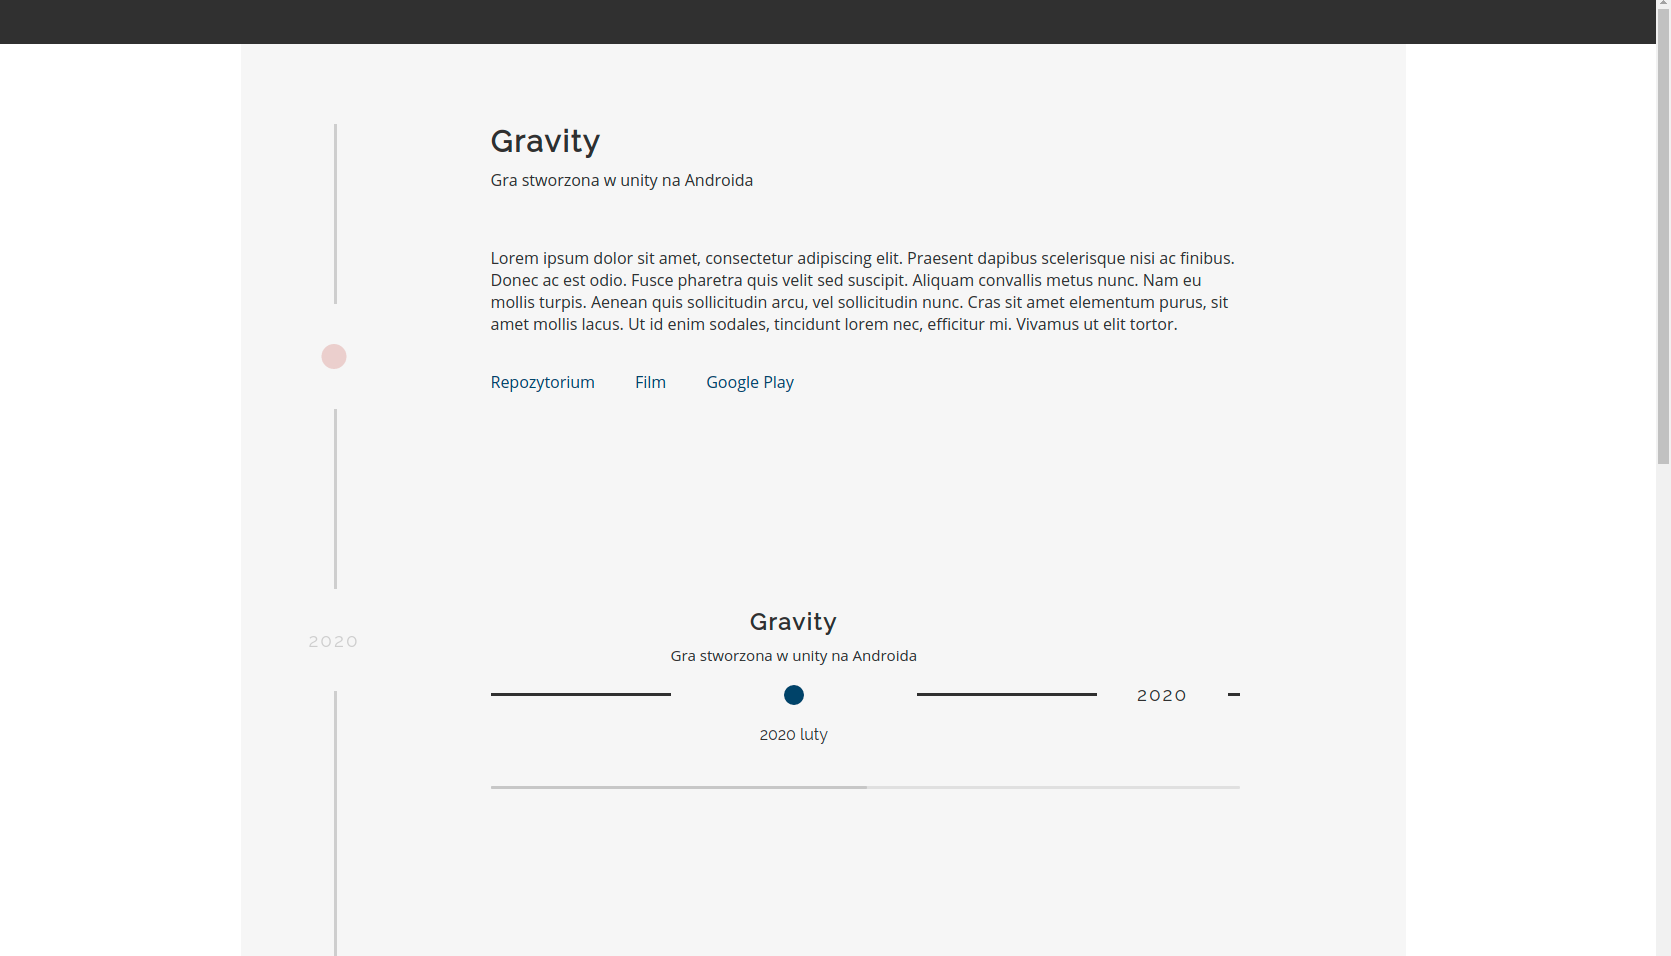 Gravity
Gra stworzona w unity na Androida
Lorem ipsum dolor sit amet, consectetur adipiscing elit. Praesent dapibus scelerisque nisi ac finibus.
Donec ac est odio. Fusce pharetra quis velit sed suscipit. Aliquam convallis metus nunc. Nam eu
mollis turpis. Aenean quis sollicitudin arcu, vel sollicitudin nunc. Cras sit amet elementum purus, sit
amet mollis lacus. Ut id enim sodales, tincidunt lorem nec, efficitur mi. Vivamus ut elit tortor.
Repozytorium Film Google Play
2020
Gravity
Gra stworzona w unity na Androida
2020
2020 luty